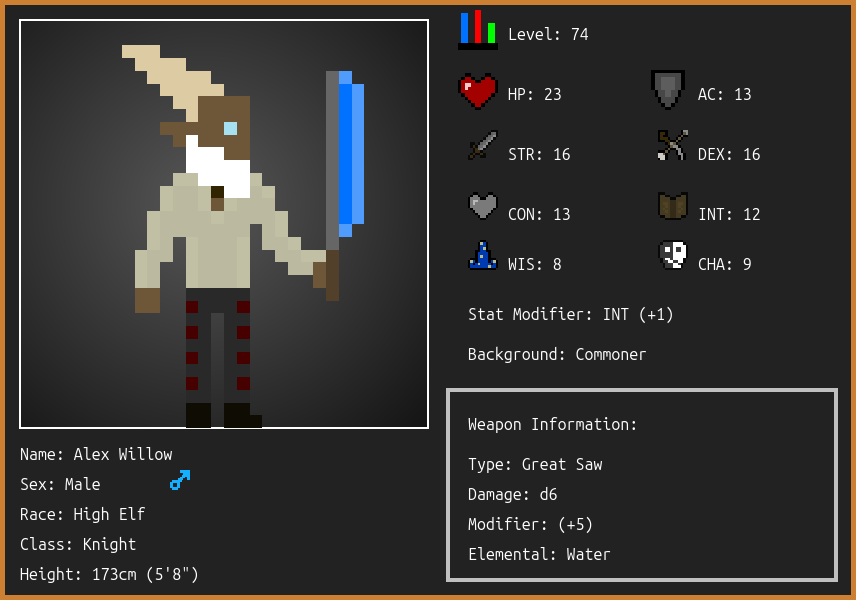 Level: 74
HP: 23
AC: 13
STR: 16
DEX: 16
CON: 13
INT: 12
WIS: 8
CHA: 9
Stat Modifier: INT (+1)
Background: Commoner
Weapon Information:
Type: Great Saw
Damage: d6
Modifier: (+5)
Elemental: Water
Name: Alex Willow
Sex: Male
Race: High Elf
Class: Knight
Height: 173cm (5'8")